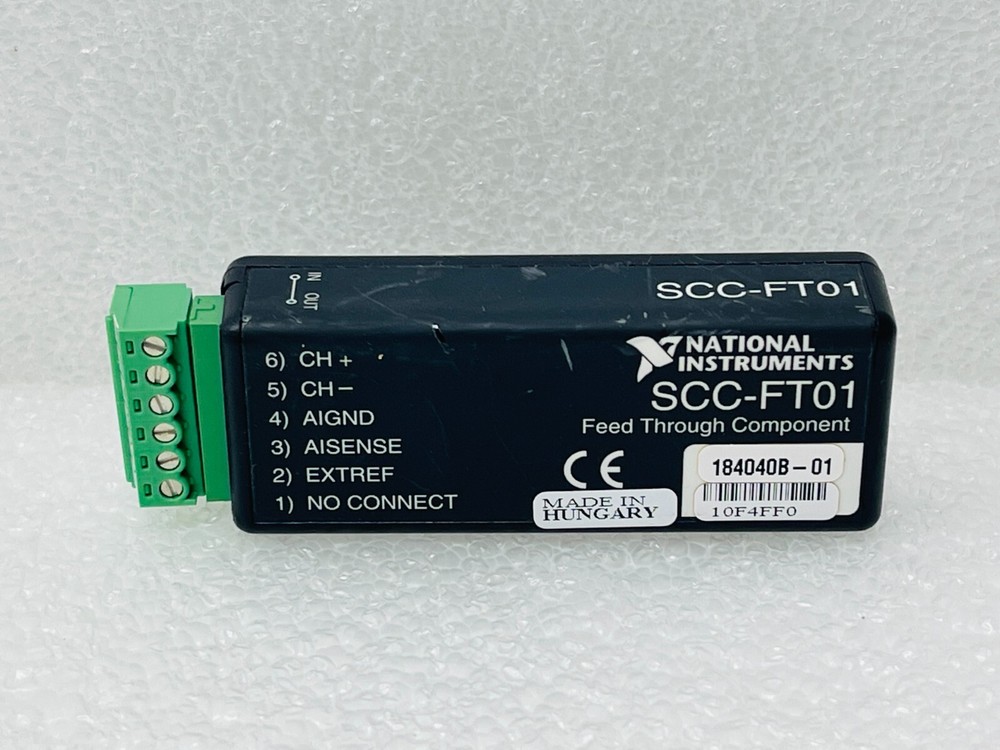 IN
OUT
SCC-FT01
NATIONAL
INSTRUMENTS
SCC-FT01
Feed Through Component
6) CH +
5) CH−
4) AIGND
3) AISENSE
2) EXTREF
1) NO CONNECT
CE
MADE IN
HUNGARY
184040B-01
10F4FF0